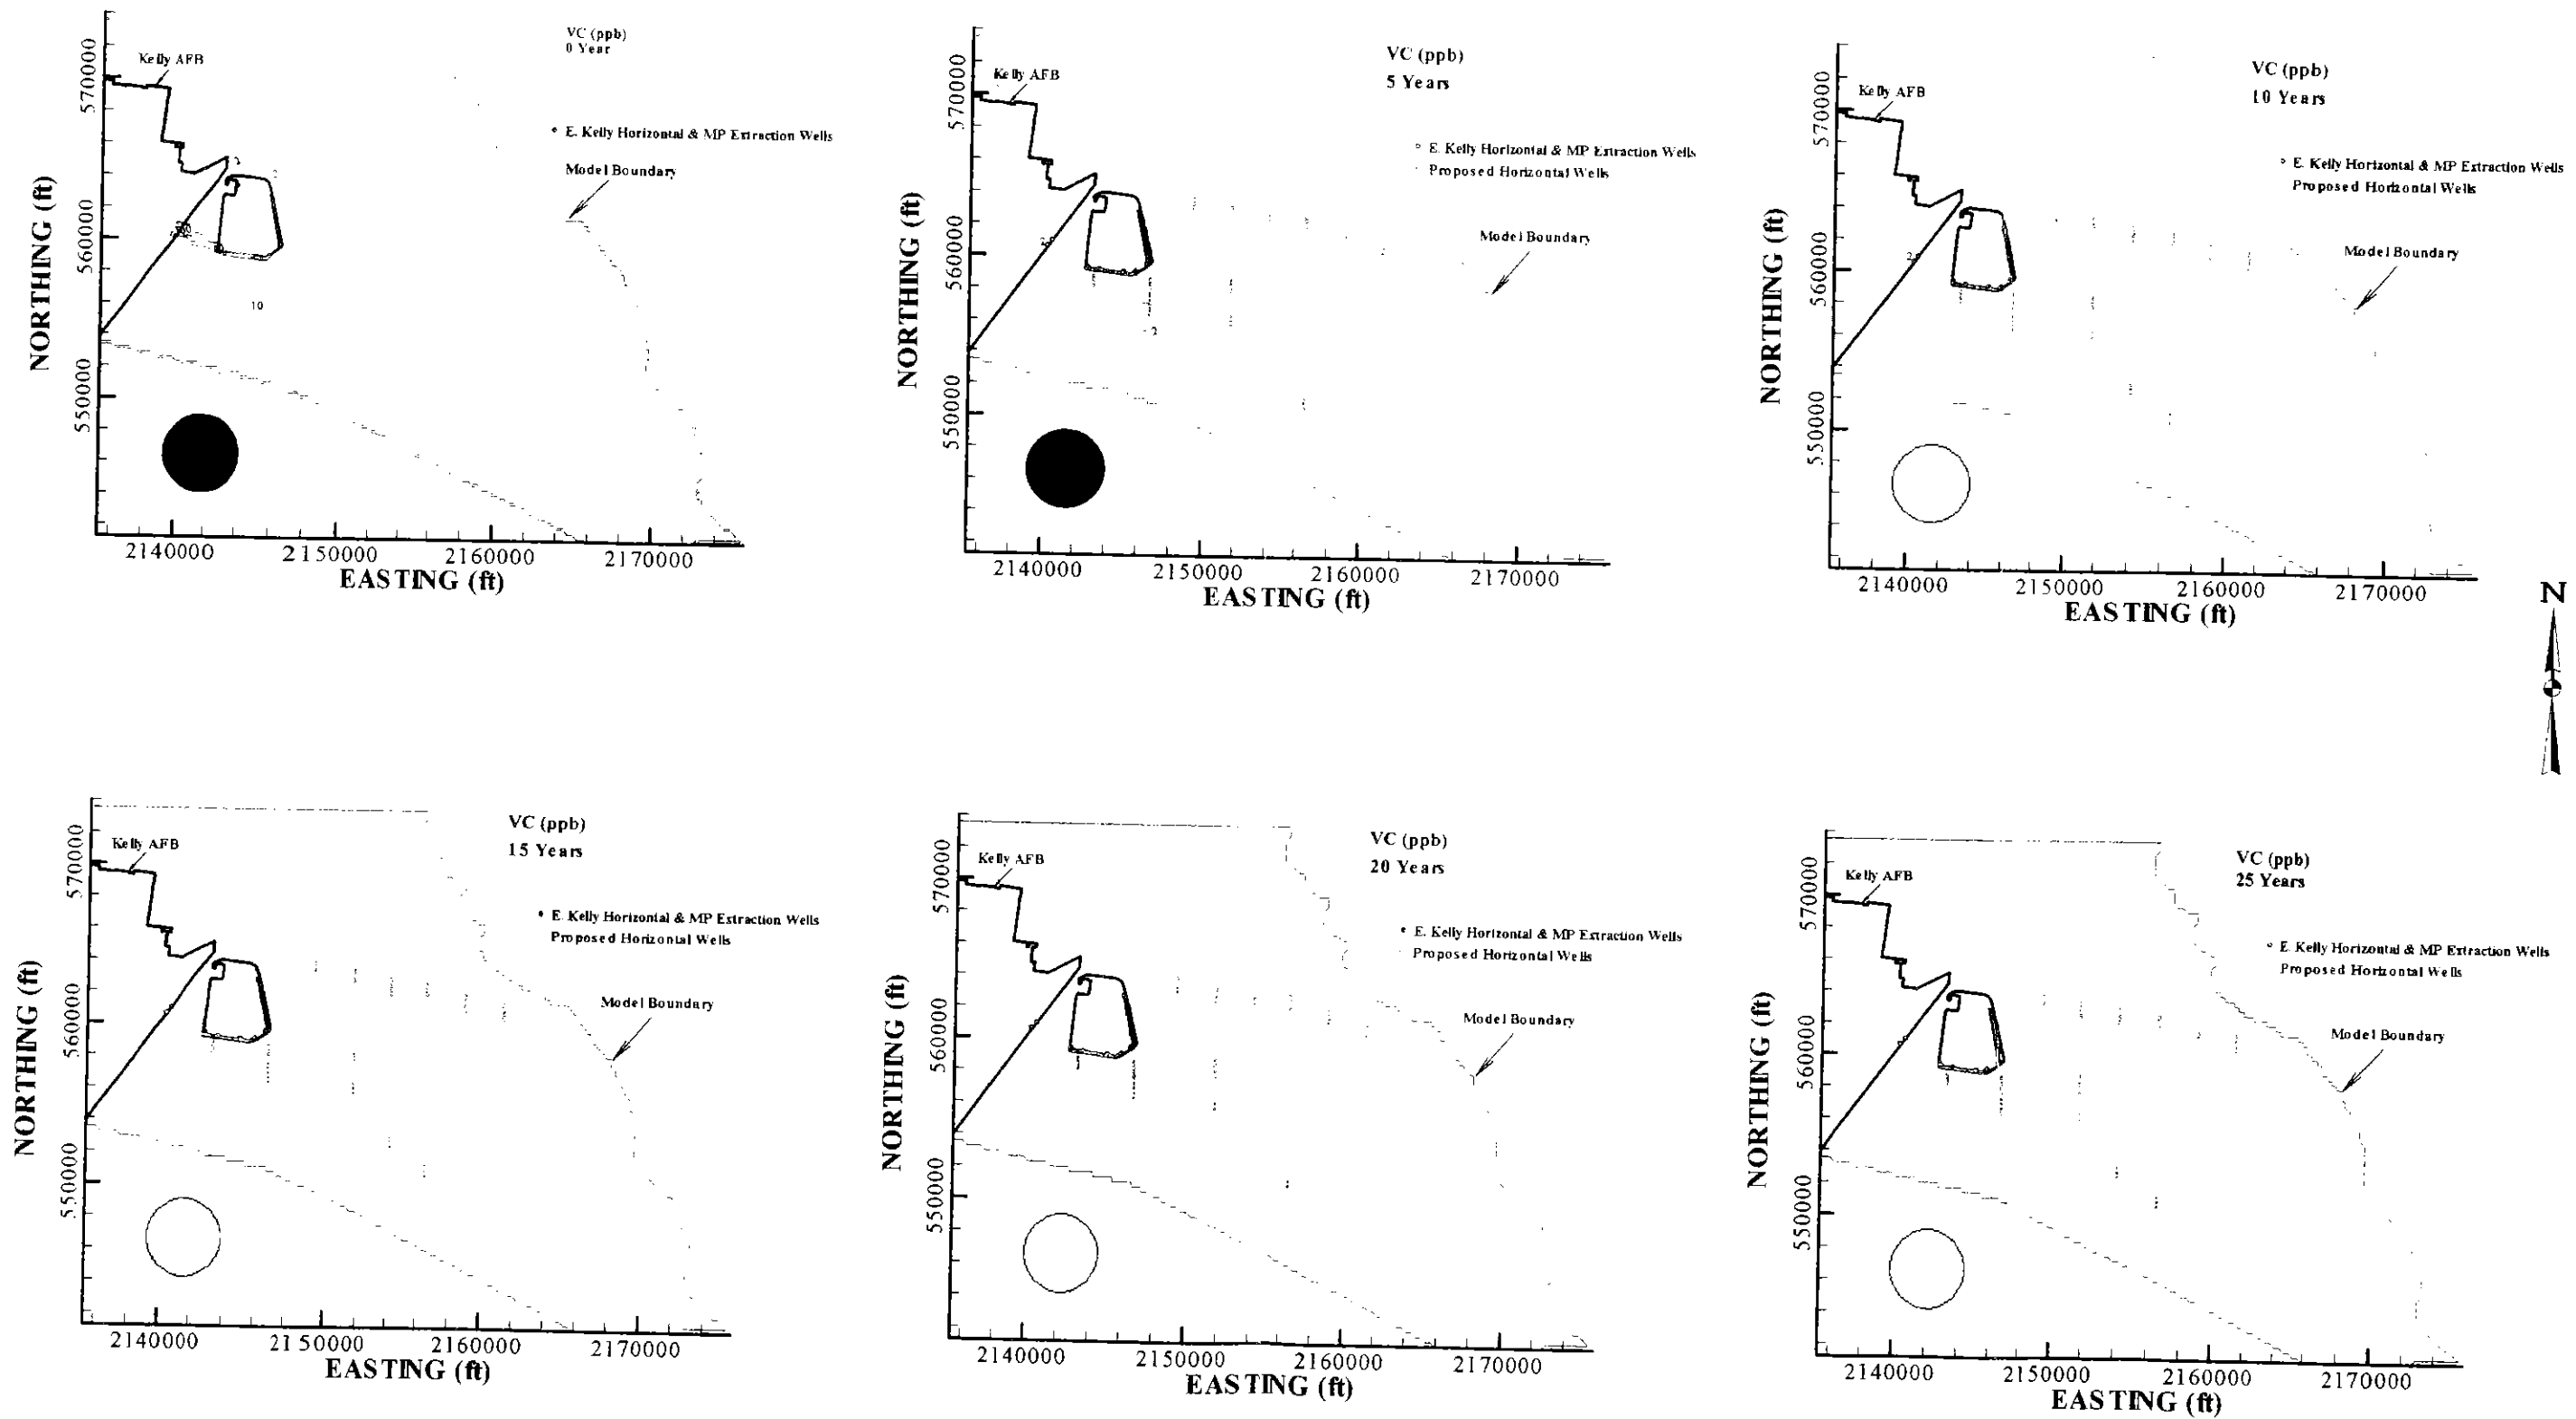 VC (ppb)
0 Year
Kelly AFB
E. Kelly Horizontal & MP Extraction Wells
Model Boundary
2
10
570000
560000
550000
NORTHING (ft)
2140000 2150000 2160000 2170000
EASTING (ft)
VC (ppb)
5 Years
Kelly AFB
E. Kelly Horizontal & MP Extraction Wells
Proposed Horizontal Wells
Model Boundary
2
570000
560000
550000
NORTHING (ft)
2140000 2150000 2160000 2170000
EASTING (ft)
VC (ppb)
10 Years
Kelly AFB
E. Kelly Horizontal & MP Extraction Wells
Proposed Horizontal Wells
Model Boundary
2
570000
560000
550000
NORTHING (ft)
2140000 2150000 2160000 2170000
EASTING (ft)
N
VC (ppb)
15 Years
Kelly AFB
E. Kelly Horizontal & MP Extraction Wells
Proposed Horizontal Wells
Model Boundary
570000
560000
550000
NORTHING (ft)
2140000 2150000 2160000 2170000
EASTING (ft)
VC (ppb)
20 Years
Kelly AFB
E. Kelly Horizontal & MP Extraction Wells
Proposed Horizontal Wells
Model Boundary
570000
560000
550000
NORTHING (ft)
2140000 2150000 2160000 2170000
EASTING (ft)
VC (ppb)
25 Years
Kelly AFB
E. Kelly Horizontal & MP Extraction Wells
Proposed Horizontal Wells
Model Boundary
570000
560000
550000
NORTHING (ft)
2140000 2150000 2160000 2170000
EASTING (ft)